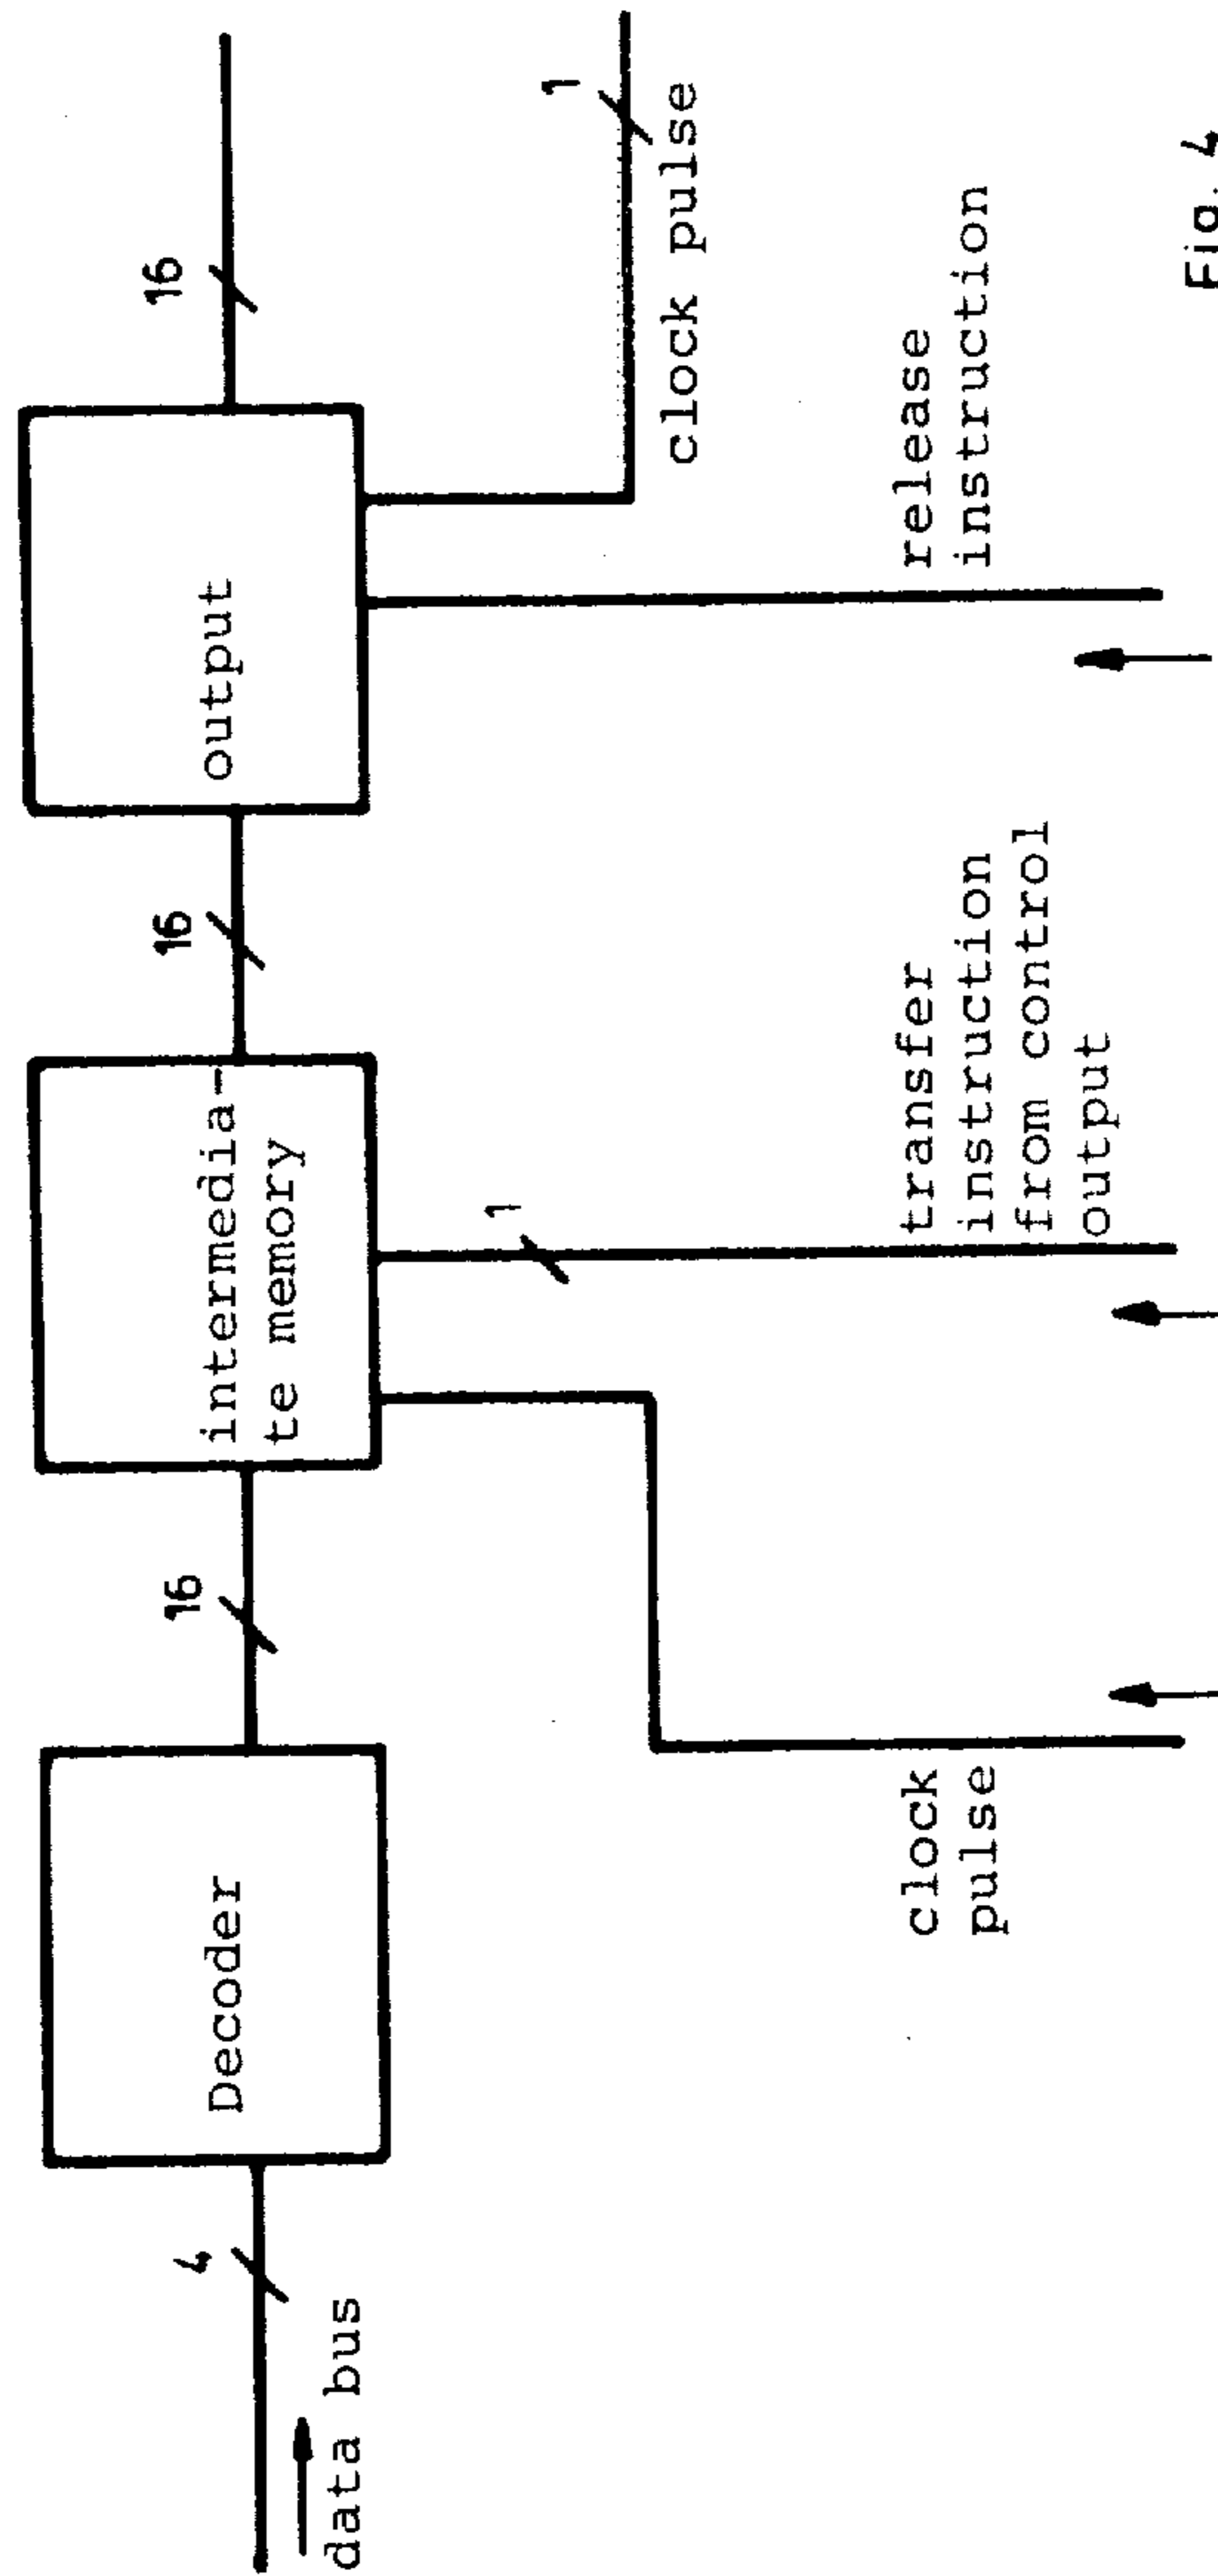 data bus
4
Decoder
16
clock
pulse
intermedia-
te memory
1
transfer
instruction
from control
output
16
output
release
instruction
16
1
clock pulse
Fig. 4